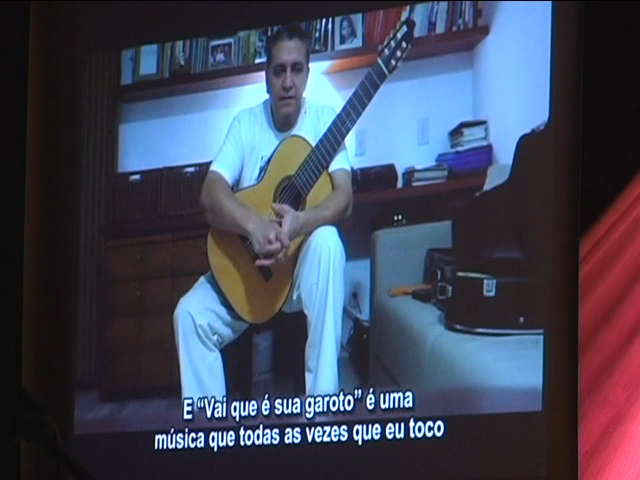 E “Vai que é sua garoto” é uma
música que todas as vezes que eu toco